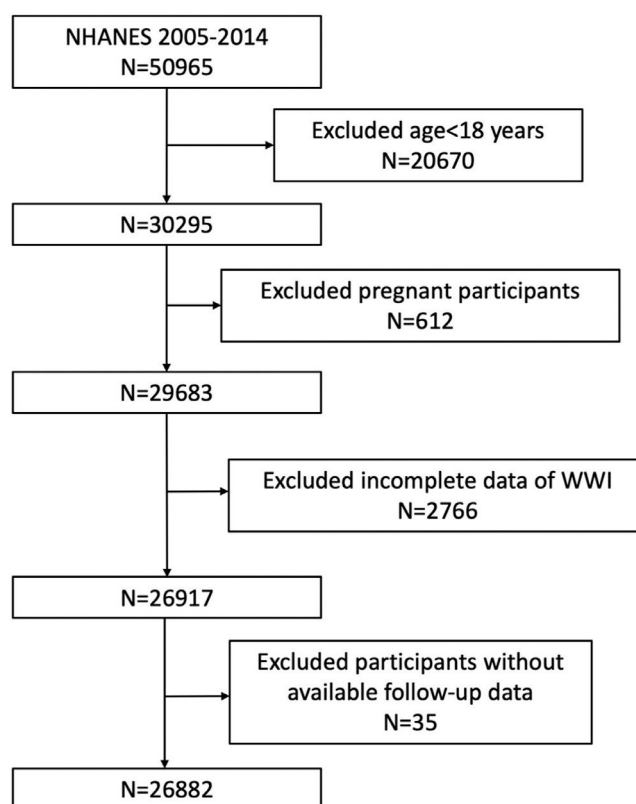 NHANES 2005-2014
N=50965
Excluded age<18 years
N=20670
N=30295
Excluded pregnant participants
N=612
N=29683
Excluded incomplete data of WWI
N=2766
N=26917
Excluded participants without
available follow-up data
N=35
N=26882